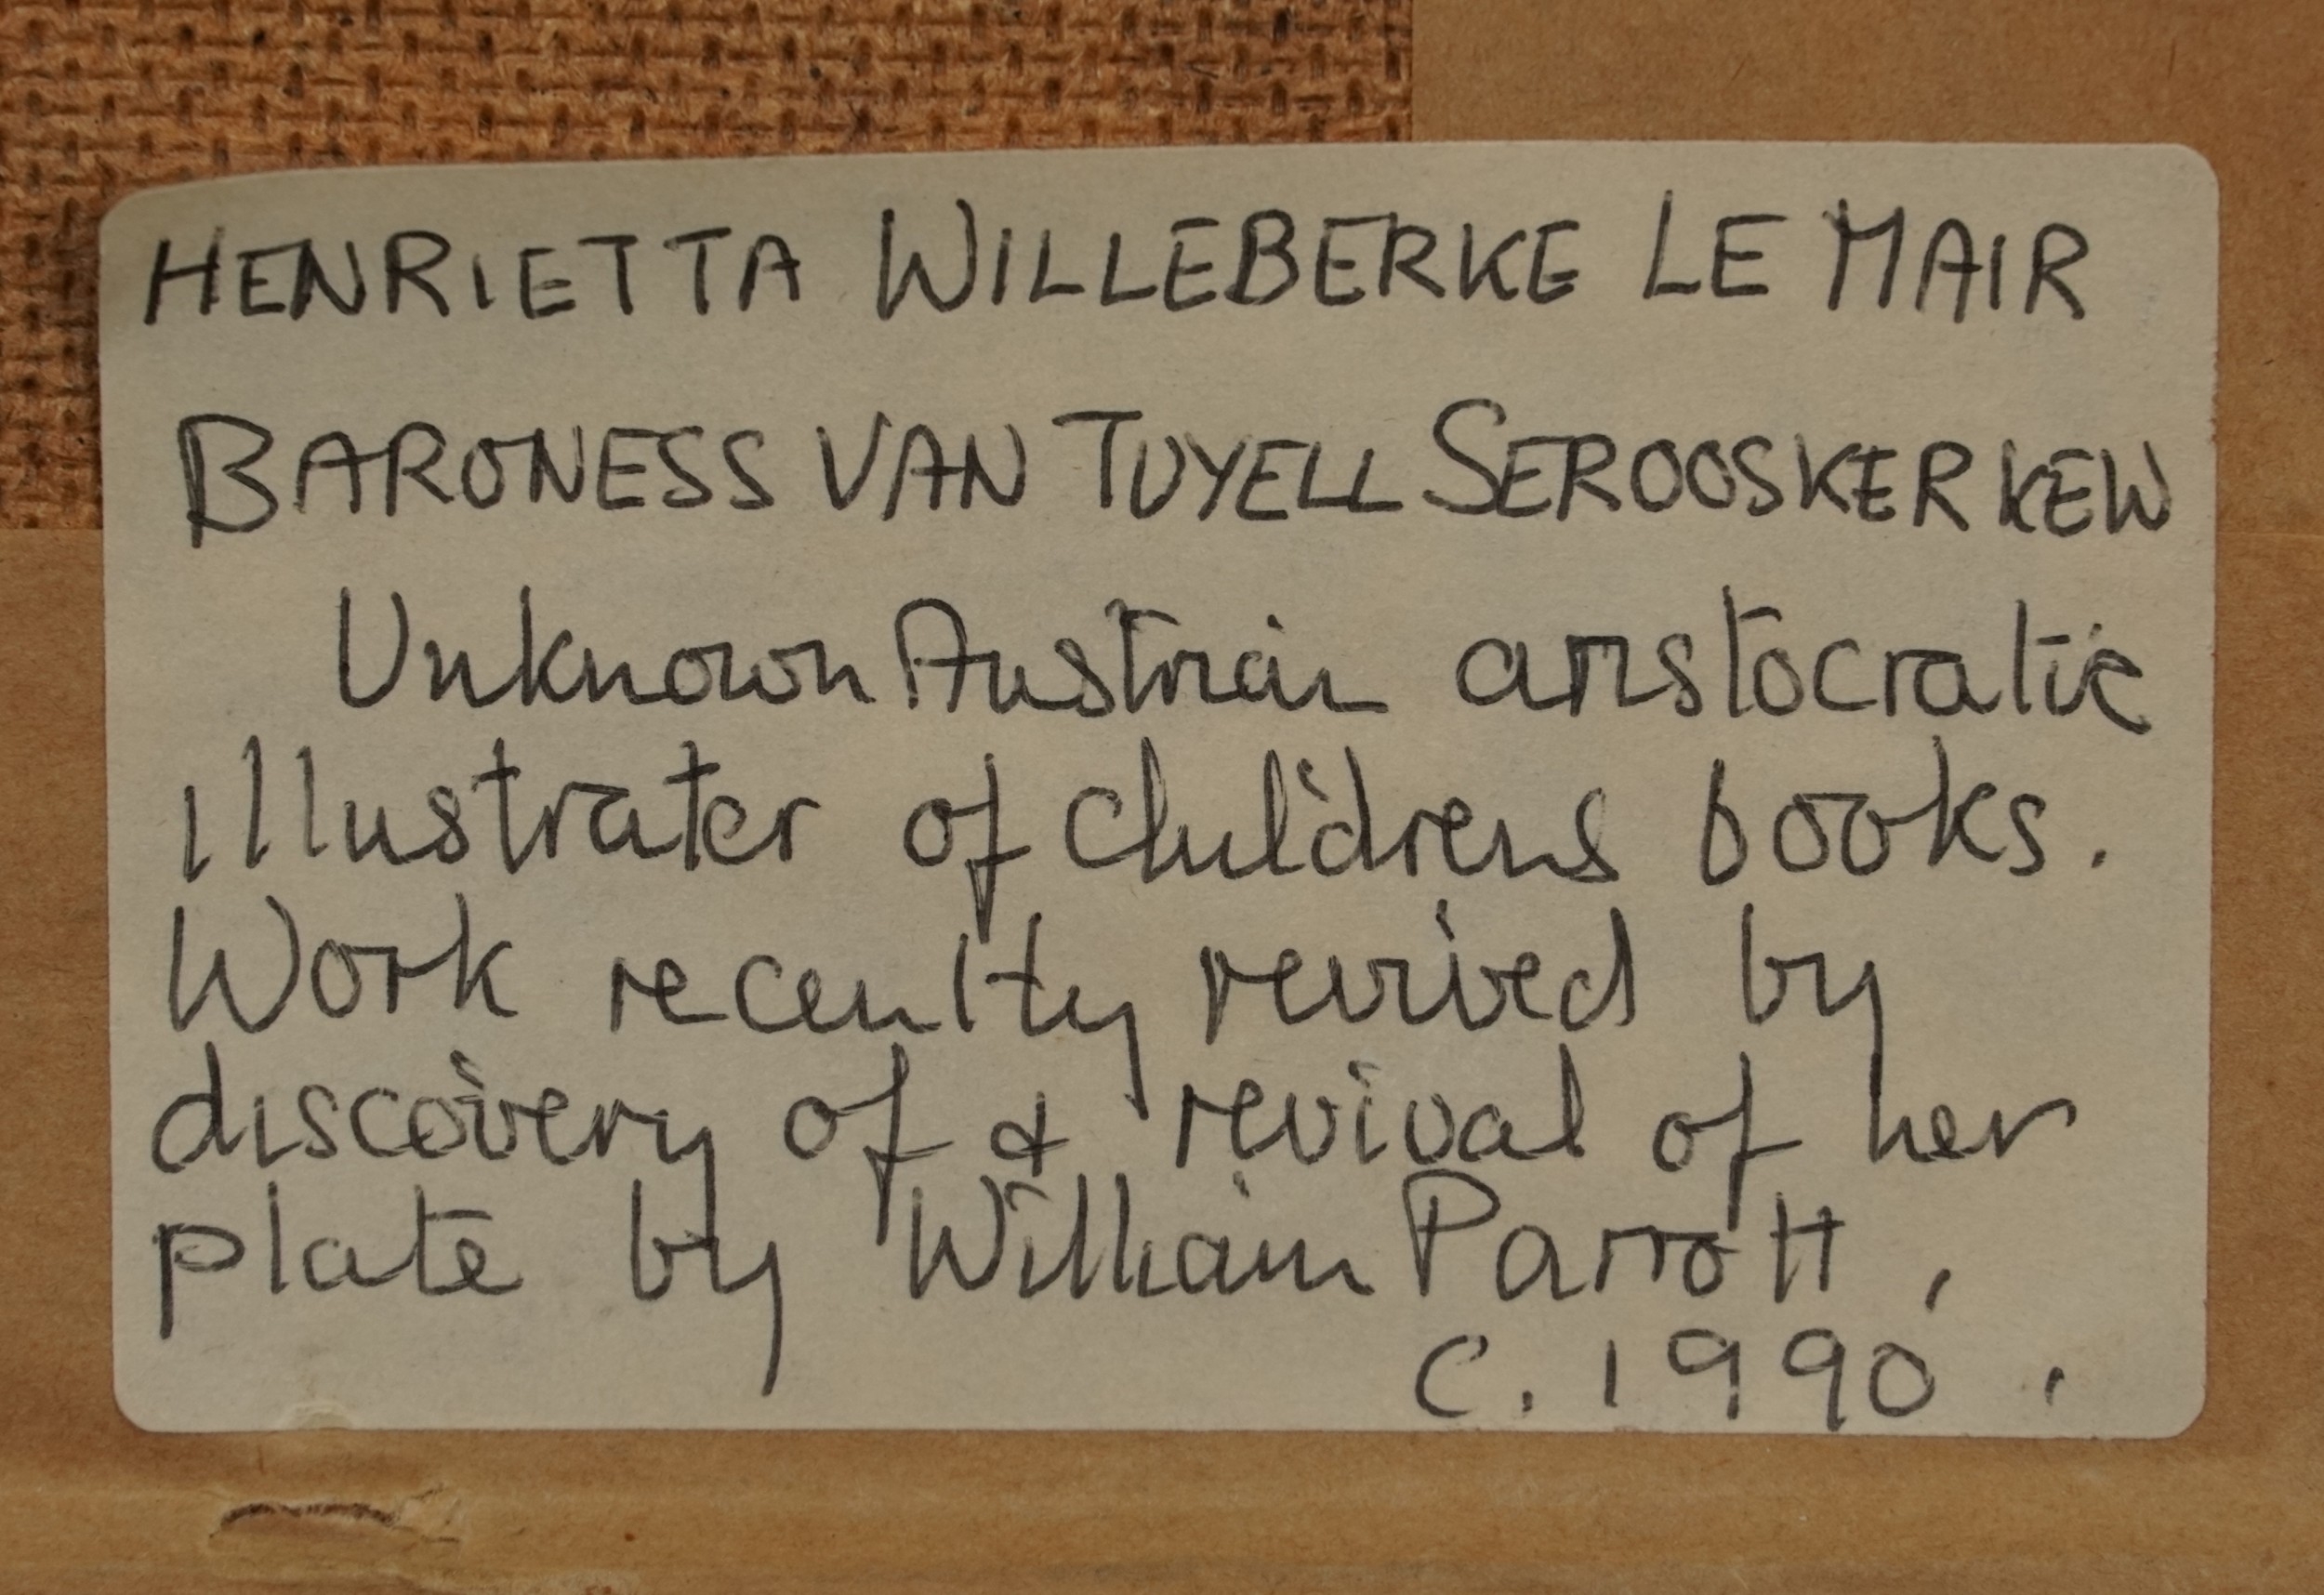 HENRIETTA WILLEBERKE LE MAIR
BARONESS VAN TUYELL SEROOSKERKEW
Unknown Austrian aristocratic
illustrater of childrens books.
Work recently revived by
discovery of & revival of her
plate by William Parrott,
c. 1990.